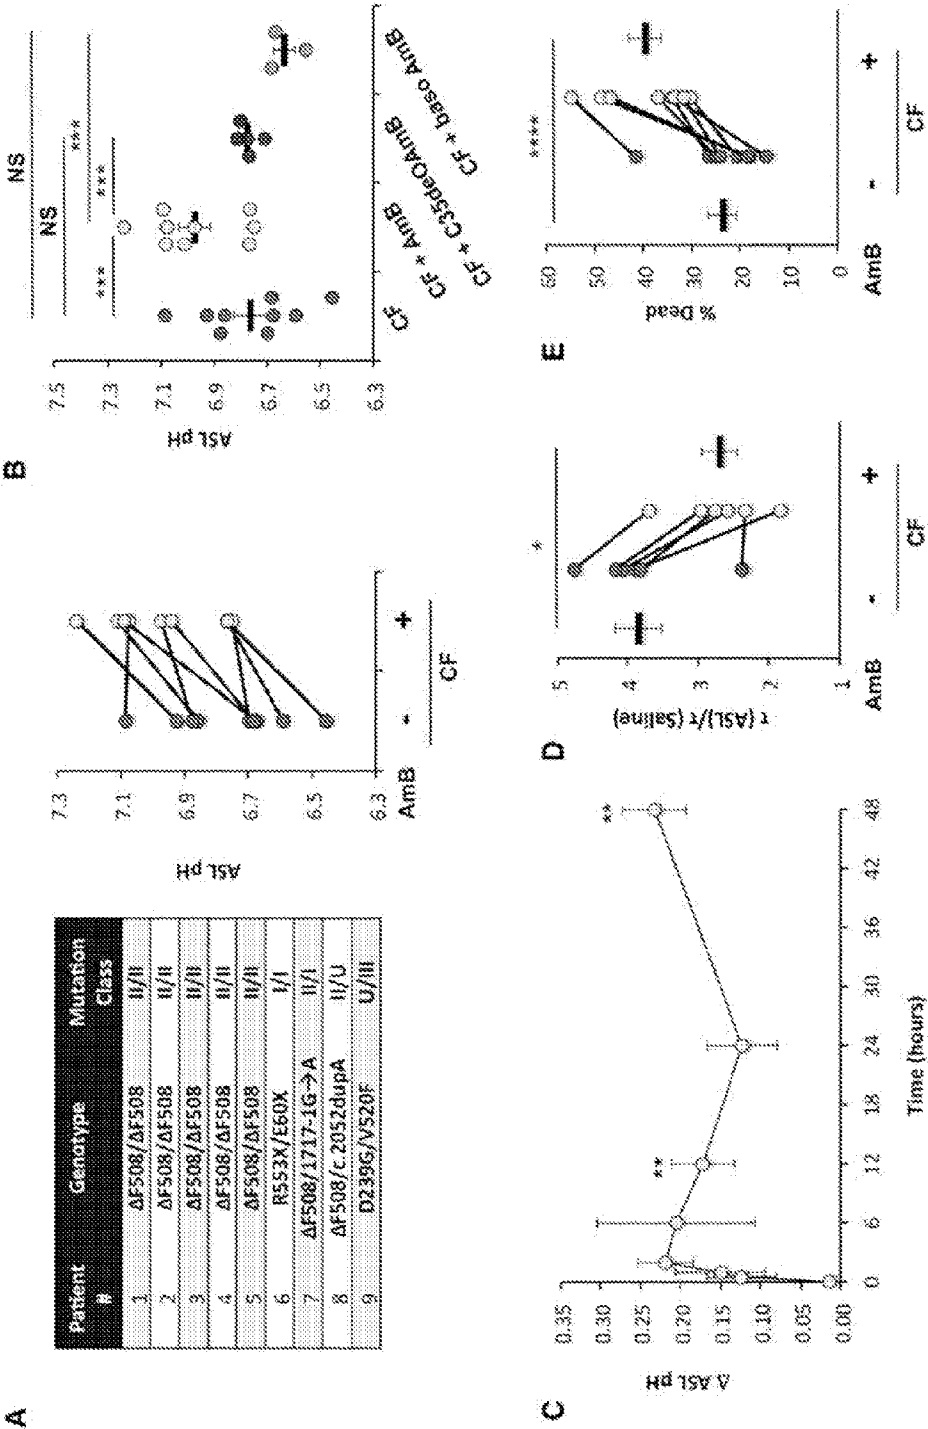 A
Patient # Genotype Mutation Class
1 ΔF508/ΔF508 II/II
2 ΔF508/ΔF508 II/II
3 ΔF508/ΔF508 II/II
4 ΔF508/ΔF508 II/II
5 ΔF508/ΔF508 II/II
6 R553X/E60X I/I
7 ΔF508/1717-1G→A II/I
8 ΔF508/c.2052dupA II/U
9 D239G/V520F U/III
ASL pH
7.3
7.1
6.9
6.7
6.5
6.3
AmB - +
CF
B
NS
NS
***
*** ***
ASL pH
7.5
7.3
7.1
6.9
6.7
6.5
6.3
CF
CF + AmB
CF + C35deOAmB
CF + baso AmB
C
Δ ASL pH
0.35
0.30
0.25
0.20
0.15
0.10
0.05
0.00
**
**
0 6 12 18 24 30 36 42 48
Time (hours)
D
*
τ (ASL)/τ (Saline)
5
4
3
2
1
AmB - +
CF
E
****
% Dead
60
50
40
30
20
10
0
AmB - +
CF